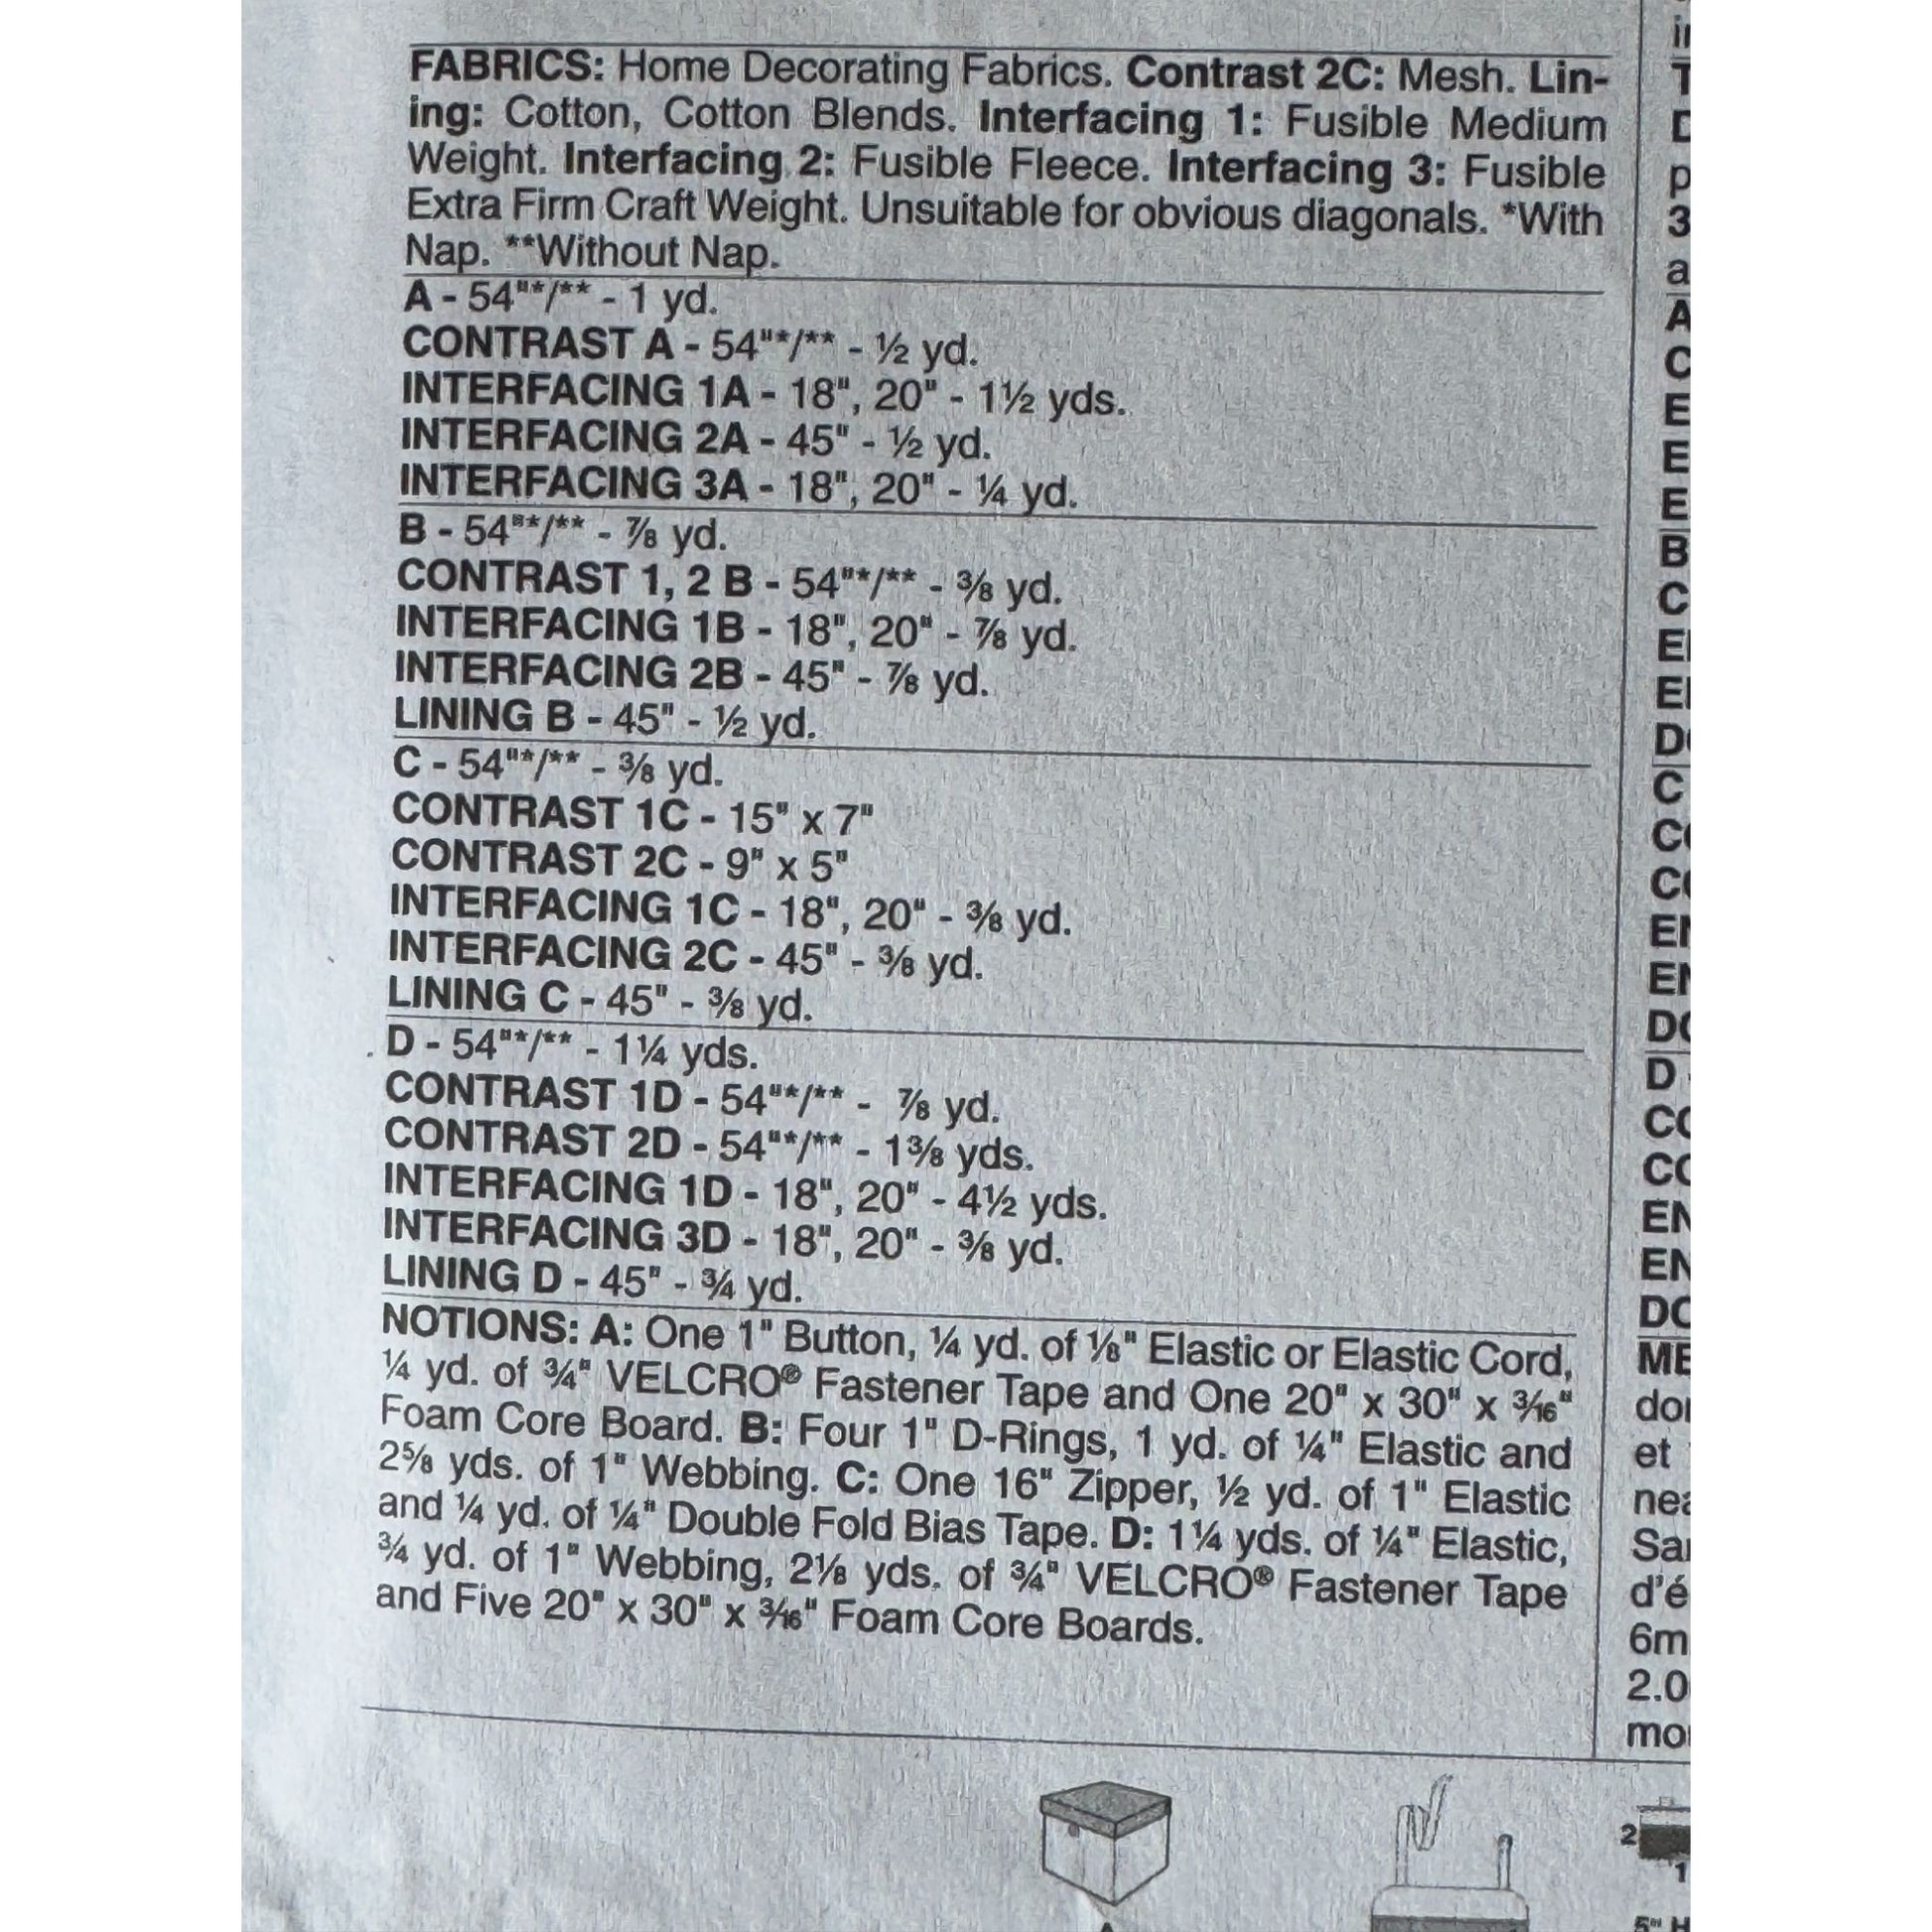 FABRICS: Home Decorating Fabrics. Contrast 2C: Mesh. Lin-
ing: Cotton, Cotton Blends. Interfacing 1: Fusible Medium
Weight. Interfacing 2: Fusible Fleece. Interfacing 3: Fusible
Extra Firm Craft Weight. Unsuitable for obvious diagonals. *With
Nap. **Without Nap.
A - 54"*/** - 1 yd.
CONTRAST A - 54"*/** - ½ yd.
INTERFACING 1A - 18", 20" - 1½ yds.
INTERFACING 2A - 45" - ½ yd.
INTERFACING 3A - 18", 20" - ¼ yd.
B - 54"*/** - ⅞ yd.
CONTRAST 1, 2 B - 54"*/** - ⅜ yd.
INTERFACING 1B - 18", 20" - ⅞ yd.
INTERFACING 2B - 45" - ⅞ yd.
LINING B - 45" - ½ yd.
C - 54"*/** - ⅜ yd.
CONTRAST 1C - 15" x 7"
CONTRAST 2C - 9" x 5"
INTERFACING 1C - 18", 20" - ⅜ yd.
INTERFACING 2C - 45" - ⅜ yd.
LINING C - 45" - ⅜ yd.
D - 54"*/** - 1¼ yds.
CONTRAST 1D - 54"*/** - ⅞ yd.
CONTRAST 2D - 54"*/** - 1⅜ yds.
INTERFACING 1D - 18", 20" - 4½ yds.
INTERFACING 3D - 18", 20" - ⅜ yd.
LINING D - 45" - ¾ yd.
NOTIONS: A: One 1" Button, ¼ yd. of ⅛" Elastic or Elastic Cord,
¼ yd. of ¾" VELCRO® Fastener Tape and One 20" x 30" x 3/16"
Foam Core Board. B: Four 1" D-Rings, 1 yd. of ¼" Elastic and
2⅝ yds. of 1" Webbing. C: One 16" Zipper, ½ yd. of 1" Elastic
and ¼ yd. of ¼" Double Fold Bias Tape. D: 1¼ yds. of ¼" Elastic,
¾ yd. of 1" Webbing, 2⅛ yds. of ¾" VELCRO® Fastener Tape
and Five 20" x 30" x 3/16" Foam Core Boards.
3
A
B
C
D
et
d'é
6m
2.0
2
1